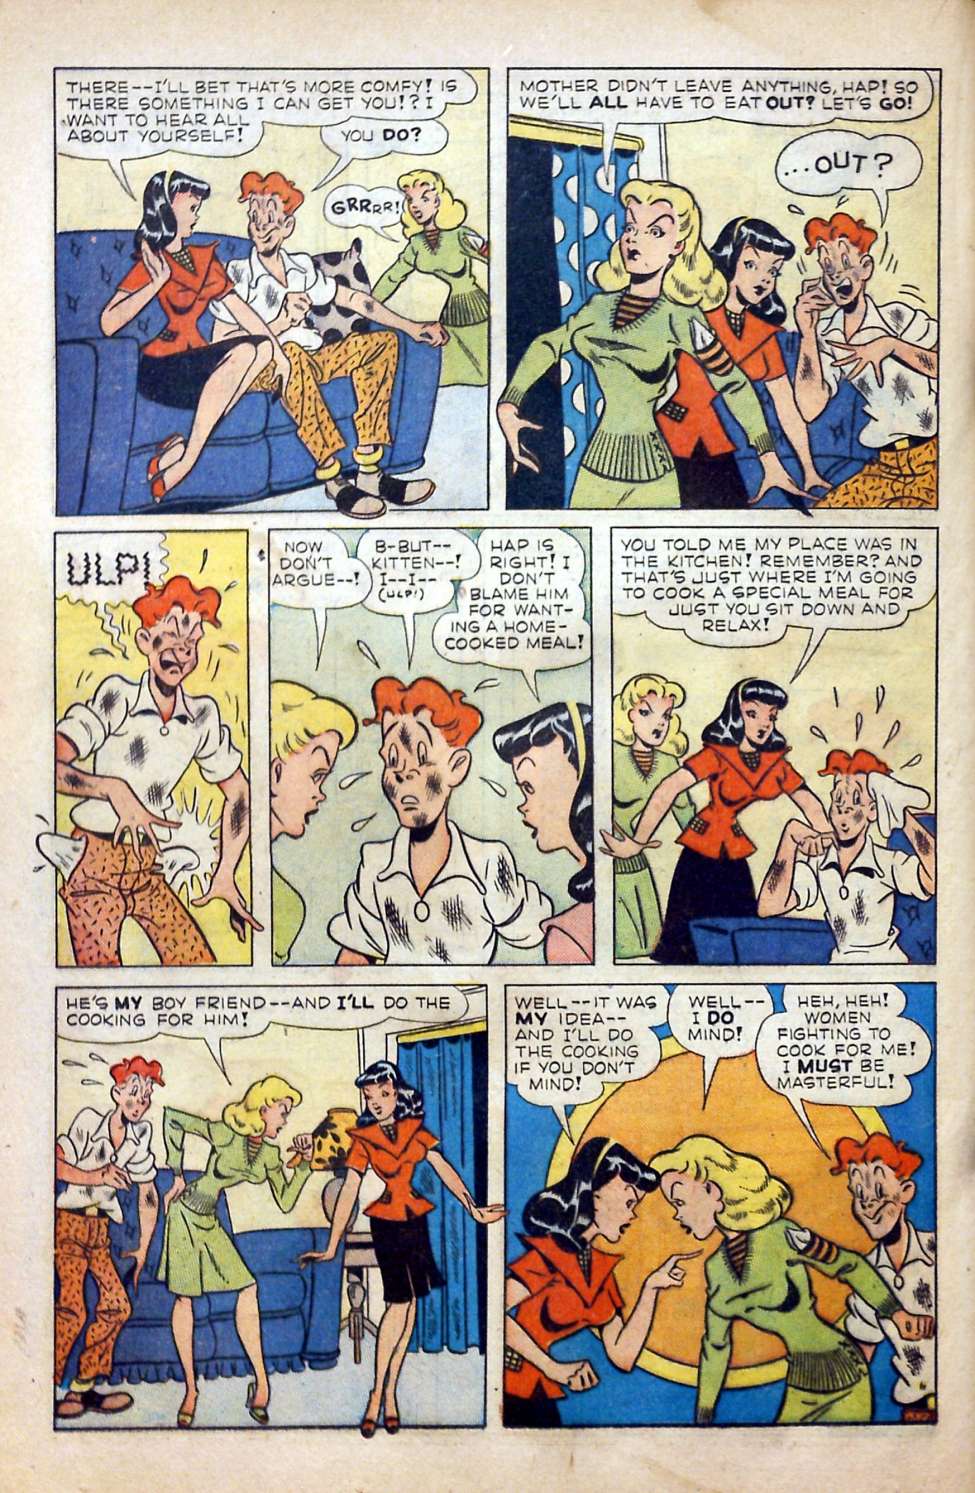 THERE--I'LL BET THAT'S MORE COMFY! IS
THERE SOMETHING I CAN GET YOU!? I
WANT TO HEAR ALL
ABOUT YOURSELF!
YOU DO?
GRRRR!
MOTHER DIDN'T LEAVE ANYTHING, HAP! SO
WE'LL ALL HAVE TO EAT OUT? LET'S GO!
...OUT?
ULP!
NOW
DON'T
ARGUE--!
B-BUT--
KITTEN--!
I--I--
(ULP!)
HAP IS
RIGHT! I
DON'T
BLAME HIM
FOR WANT-
ING A HOME-
COOKED MEAL!
YOU TOLD ME MY PLACE WAS IN
THE KITCHEN! REMEMBER? AND
THAT'S JUST WHERE I'M GOING
TO COOK A SPECIAL MEAL FOR
JUST YOU SIT DOWN AND
RELAX!
HE'S MY BOY FRIEND--AND I'LL DO THE
COOKING FOR HIM!
WELL--IT WAS
MY IDEA--
AND I'LL DO
THE COOKING
IF YOU DON'T
MIND!
WELL--
I DO
MIND!
HEH, HEH!
WOMEN
FIGHTING TO
COOK FOR ME!
I MUST BE
MASTERFUL!